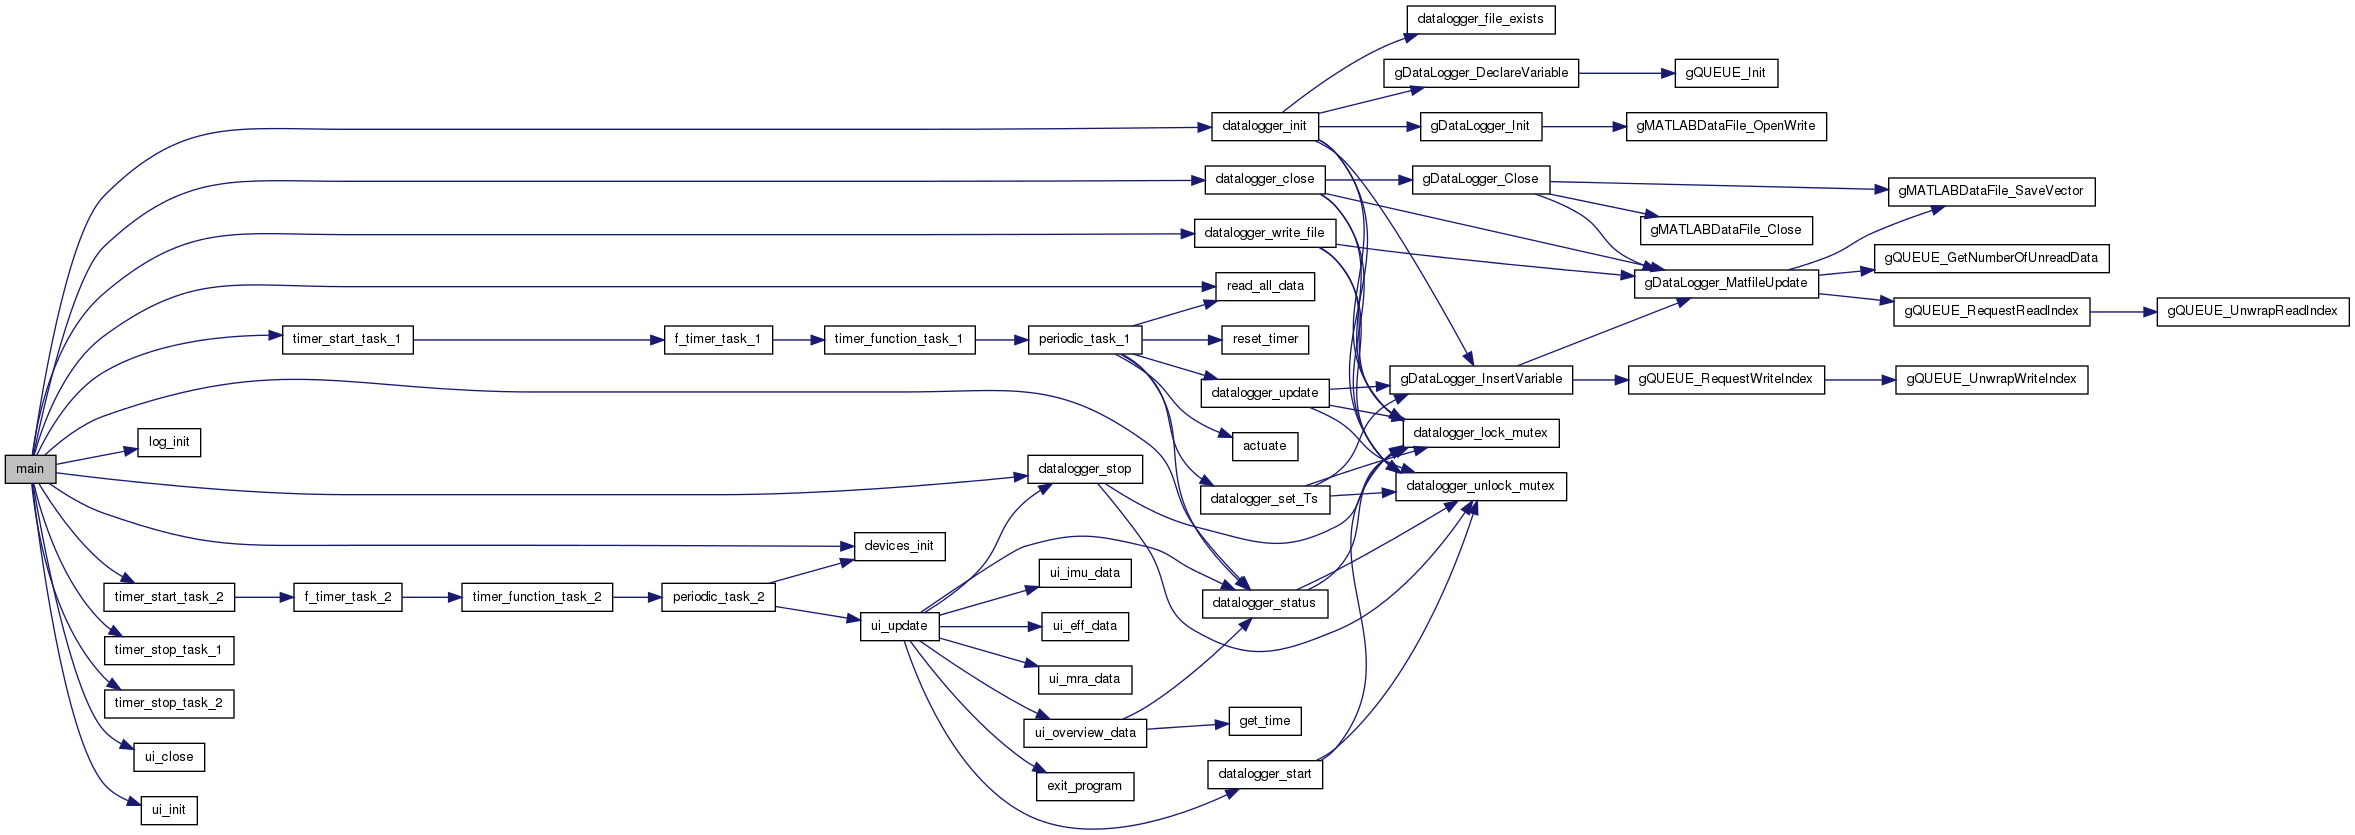 main
log_init
timer_start_task_1
timer_start_task_2
timer_stop_task_1
timer_stop_task_2
ui_close
ui_init
f_timer_task_1
f_timer_task_2
timer_function_task_1
timer_function_task_2
periodic_task_1
periodic_task_2
devices_init
ui_update
datalogger_stop
ui_imu_data
ui_eff_data
ui_mra_data
ui_overview_data
exit_program
datalogger_init
datalogger_close
datalogger_write_file
read_all_data
reset_timer
datalogger_update
actuate
datalogger_set_Ts
datalogger_status
get_time
datalogger_start
datalogger_file_exists
gDataLogger_DeclareVariable
gDataLogger_Init
gDataLogger_Close
gDataLogger_InsertVariable
datalogger_lock_mutex
datalogger_unlock_mutex
gQUEUE_Init
gMATLABDataFile_OpenWrite
gMATLABDataFile_Close
gDataLogger_MatfileUpdate
gQUEUE_RequestWriteIndex
gMATLABDataFile_SaveVector
gQUEUE_GetNumberOfUnreadData
gQUEUE_RequestReadIndex
gQUEUE_UnwrapWriteIndex
gQUEUE_UnwrapReadIndex